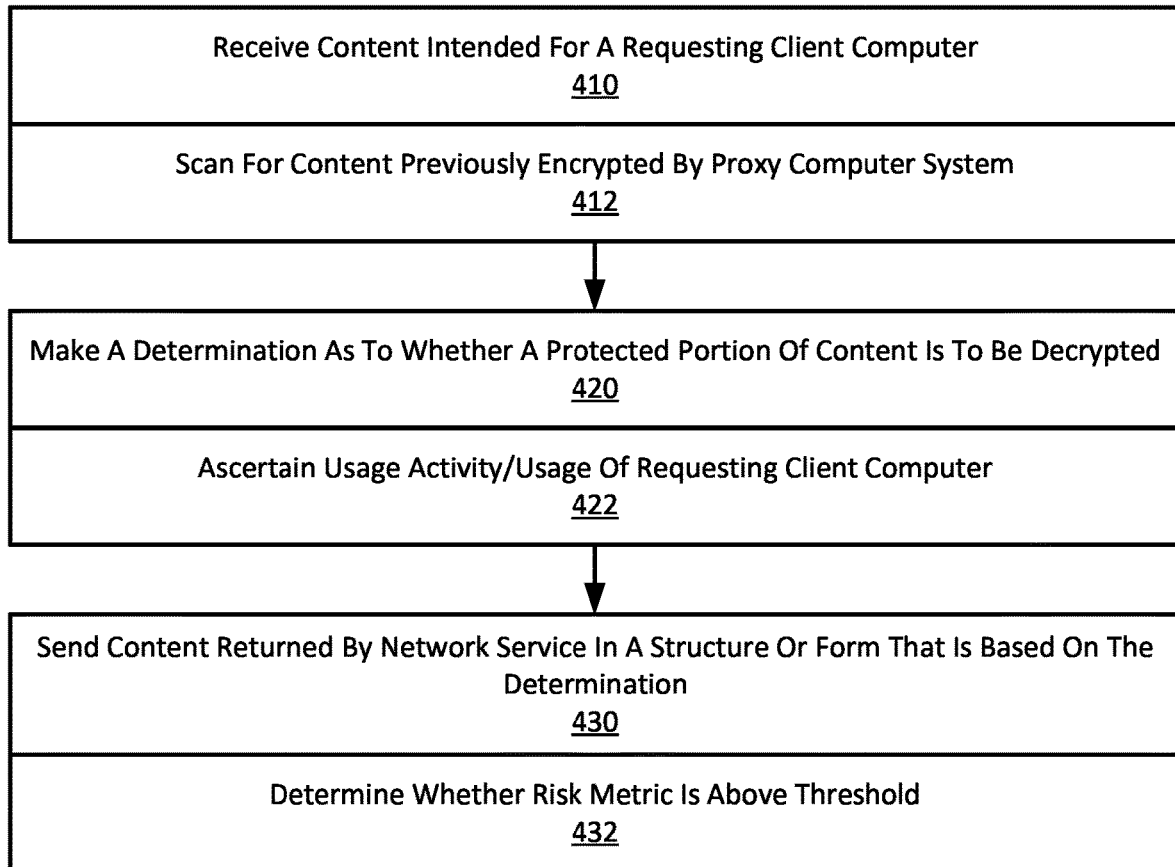 Receive Content Intended For A Requesting Client Computer
410
Scan For Content Previously Encrypted By Proxy Computer System
412
Make A Determination As To Whether A Protected Portion Of Content Is To Be Decrypted
420
Ascertain Usage Activity/Usage Of Requesting Client Computer
422
Send Content Returned By Network Service In A Structure Or Form That Is Based On The
Determination
430
Determine Whether Risk Metric Is Above Threshold
432